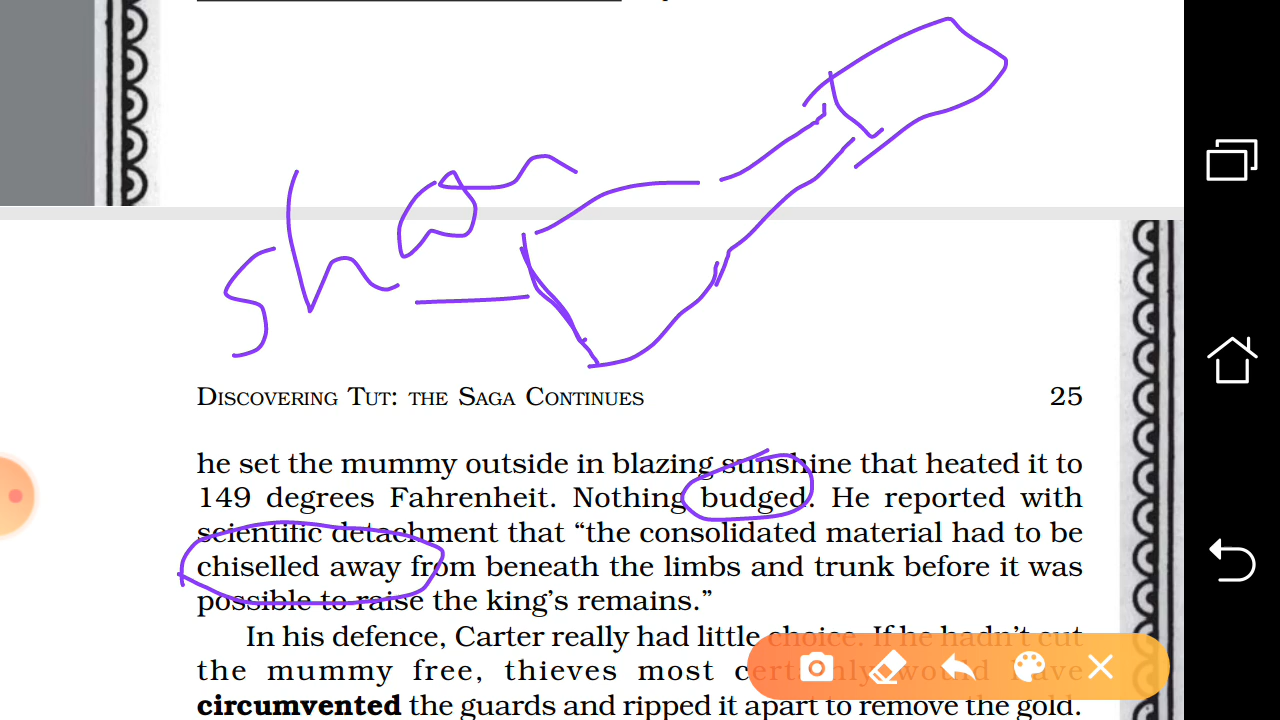 sha
DISCOVERING TUT: THE SAGA CONTINUES 25
he set the mummy outside in blazing sunshine that heated it to
149 degrees Fahrenheit. Nothing budged. He reported with
scientific detachment that “the consolidated material had to be
chiselled away from beneath the limbs and trunk before it was
possible to raise the king’s remains.”
In his defence, Carter really had little choice. If he hadn’t cut
the mummy free, thieves most certainly would have
circumvented the guards and ripped it apart to remove the gold.